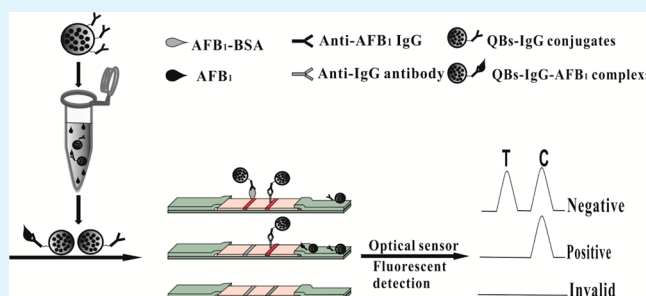 AFB₁-BSA
Anti-AFB₁ IgG
QBs-IgG conjugates
AFB₁
Anti-IgG antibody
QBs-IgG-AFB₁ complexs
T C
Negative
Optical sensor
Positive
Fluorescent
detection
Invalid